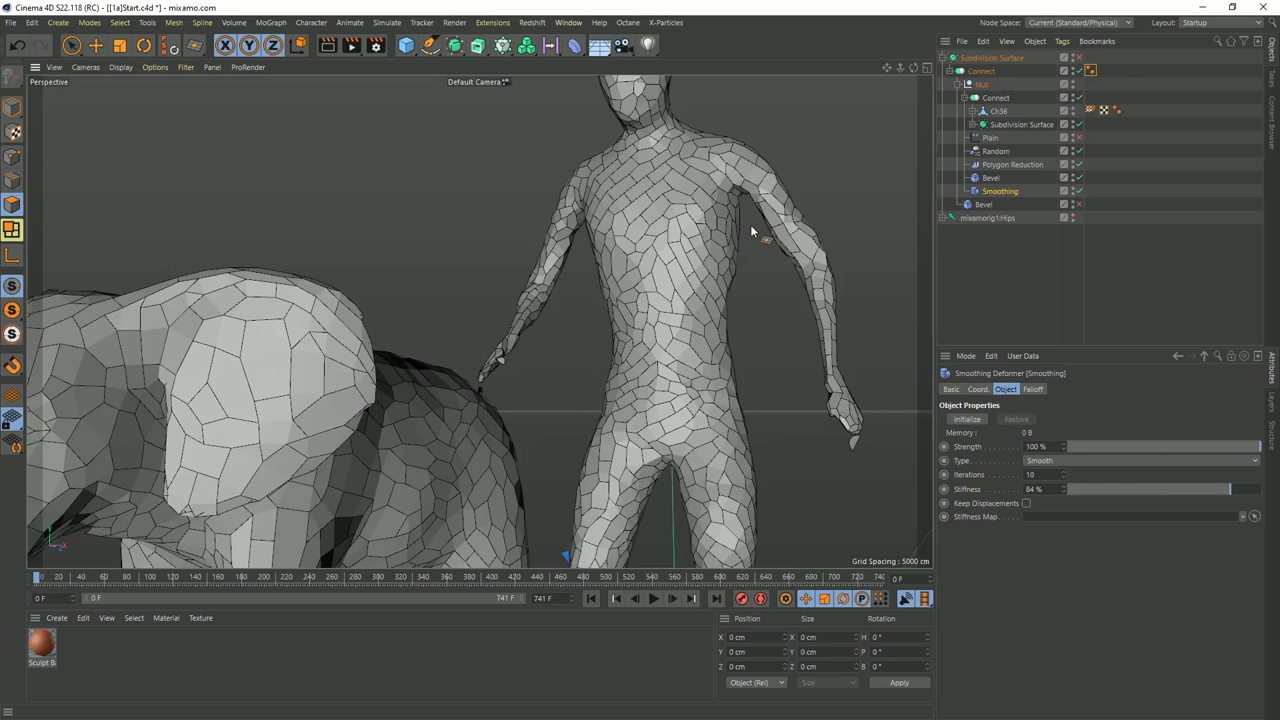 Cinema 4D S22.118 (RC) - [[1a]Start.c4d *] - mixamo.com
File Edit Create Modes Select Tools Mesh Spline Volume MoGraph Character Animate Simulate Tracker Render Extensions Redshift Window Help Octane X-Particles Node Space: Current (Standard/Physical) Layout: Startup
X Y Z
File Edit View Object Tags Bookmarks
View Cameras Display Options Filter Panel ProRender
Perspective
Default Camera
Subdivision Surface
Connect
Null
Connect
Ch36
Subdivision Surface
Plain
Random
Polygon Reduction
Bevel
Smoothing
Bevel
mixamorig1:Hips
Objects
Takes
Content Browser
Mode Edit User Data
Smoothing Deformer [Smoothing]
Basic Coord. Object Falloff
Object Properties
Initialize Restore
Memory : 0 B
Strength 100 %
Type Smooth
Iterations 10
Stiffness 84 %
Keep Displacements
Stiffness Map
Attributes
Layers
Structure
Grid Spacing : 5000 cm
0 20 40 60 80 100 120 140 160 180 200 220 240 260 280 300 320 340 360 380 400 420 440 460 480 500 520 540 560 580 600 620 640 660 680 700 720 740 0 F
0 F 0 F 741 F 741 F
Create Edit View Select Material Texture
Sculpt B
Position Size Rotation
X 0 cm X 0 cm H 0 °
Y 0 cm Y 0 cm P 0 °
Z 0 cm Z 0 cm B 0 °
Object (Rel) Size Apply